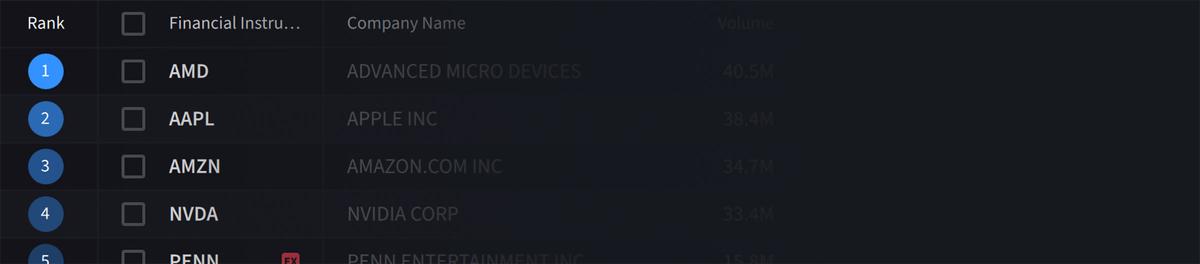 Rank Financial Instru… Company Name Volume
1 AMD ADVANCED MICRO DEVICES 40.5M
2 AAPL APPLE INC 38.4M
3 AMZN AMAZON.COM INC 34.7M
4 NVDA NVIDIA CORP 33.4M
5 PENN EX PENN ENTERTAINMENT INC 15.8M